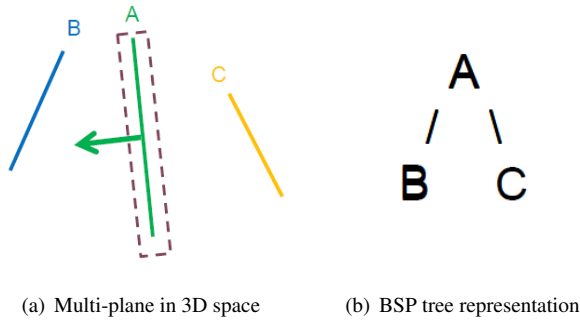 B
A
C
A
B C
(a) Multi-plane in 3D space
(b) BSP tree representation